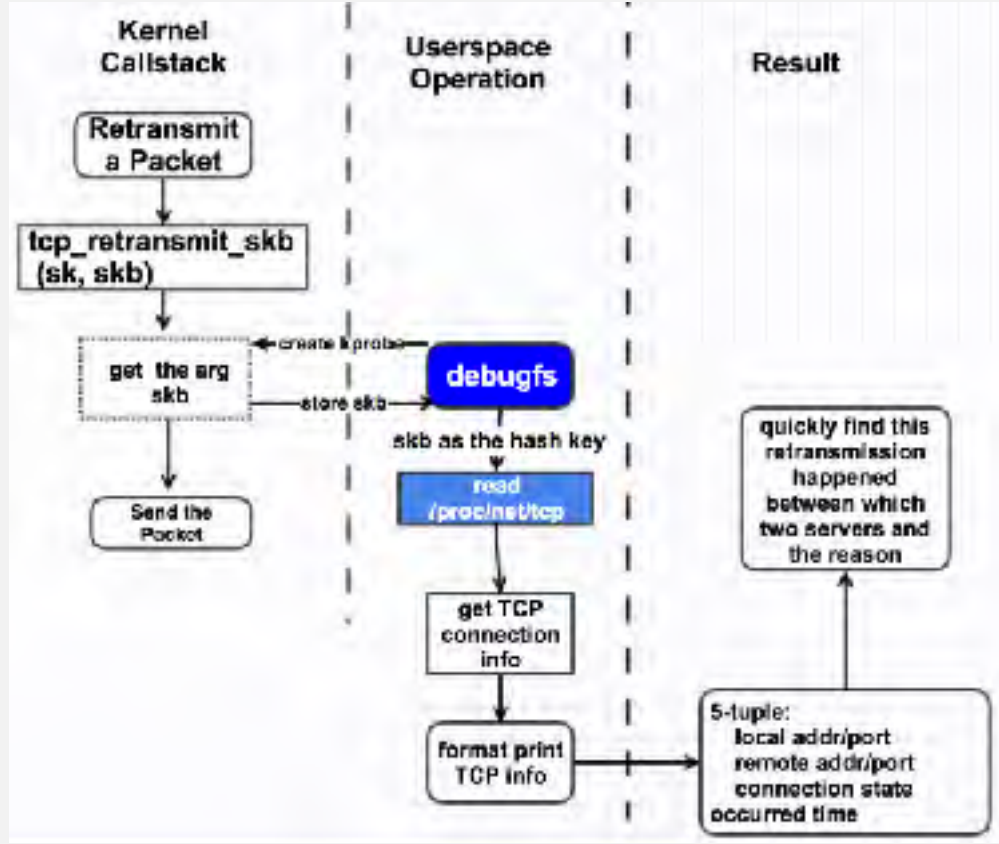 Kernel
Callstack
Userspace
Operation
Result
Retransmit
a Packet
tcp_retransmit_skb
(sk, skb)
get the arg
skb
Send the
Packet
create kprobe
store skb
debugfs
skb as the hash key
read
/proc/net/tcp
get TCP
connection
info
format print
TCP info
5-tuple:
local addr/port
remote addr/port
connection state
occurred time
quickly find this
retransmission
happened
between which
two servers and
the reason